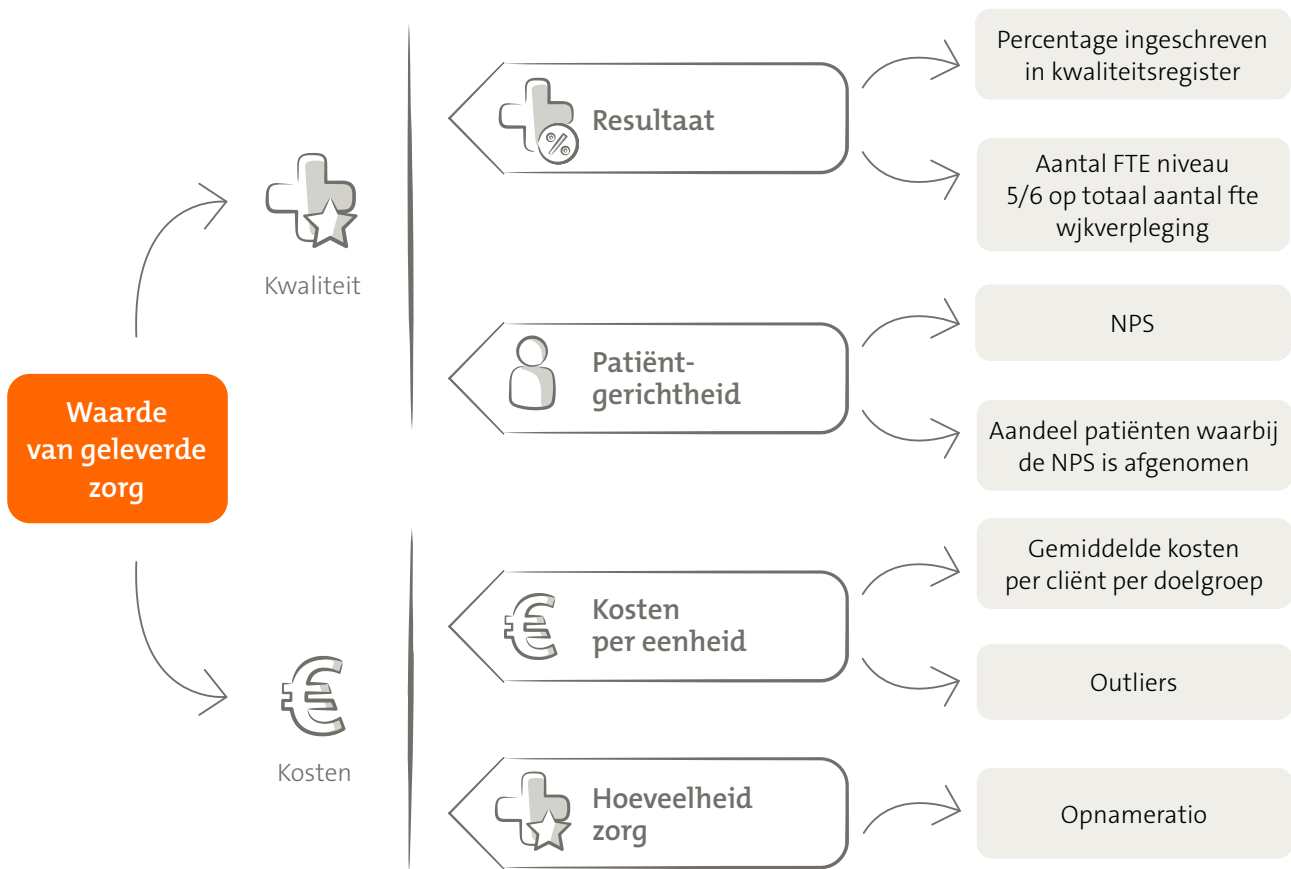 Waarde
van geleverde
zorg
Kwaliteit
Resultaat
Percentage ingeschreven
in kwaliteitsregister
Aantal FTE niveau
5/6 op totaal aantal fte
wjkverpleging
Patiënt-
gerichtheid
NPS
Aandeel patiënten waarbij
de NPS is afgenomen
Kosten
Kosten
per eenheid
Gemiddelde kosten
per cliënt per doelgroep
Outliers
Hoeveelheid
zorg
Opnameratio